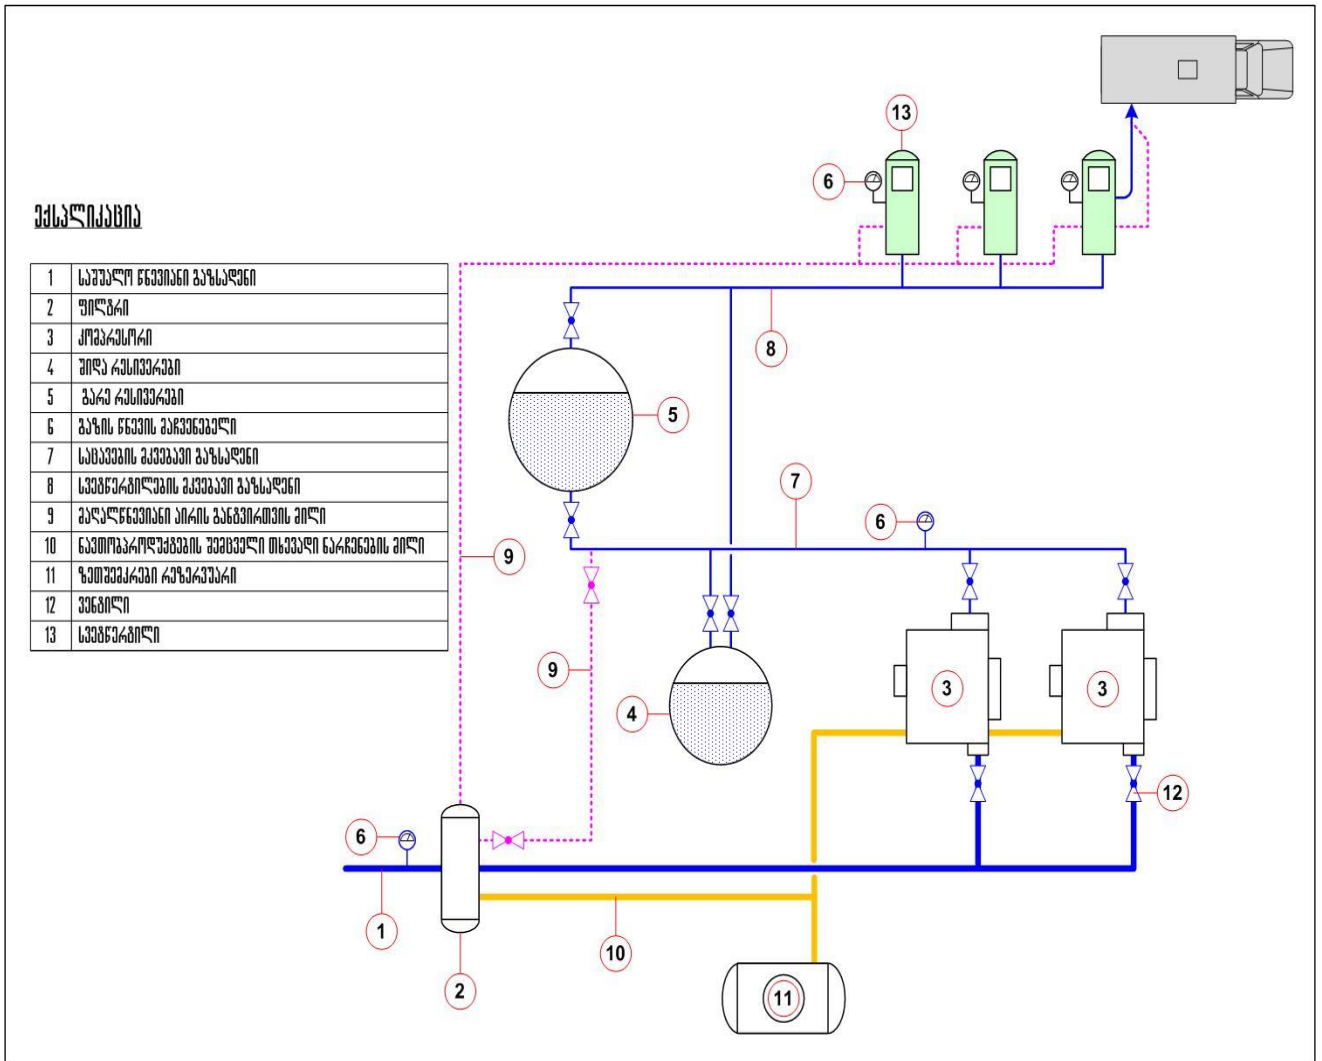 ექსპლიკაცია
1 საშუალო წნევიანი გაზსადენი
2 ფილტრი
3 კომპრესორი
4 შიდა რესივერები
5 გარე რესივერები
6 გაზის წნევის მაჩვენებელი
7 საცავების მკვებავი გაზსადენი
8 სვეტწერტილების მკვებავი გაზსადენი
9 მაღალწნევიანი აირის განტვირთვის მილი
10 ნავთობპროდუქტების შემცველი თხევადი ნარჩენების მილი
11 ზეთშემკრები რეზერვუარი
12 ვენტილი
13 სვეტწერტილი
13
6
8
5
7
6
9
9
4
3
3
12
6
1
10
2
11